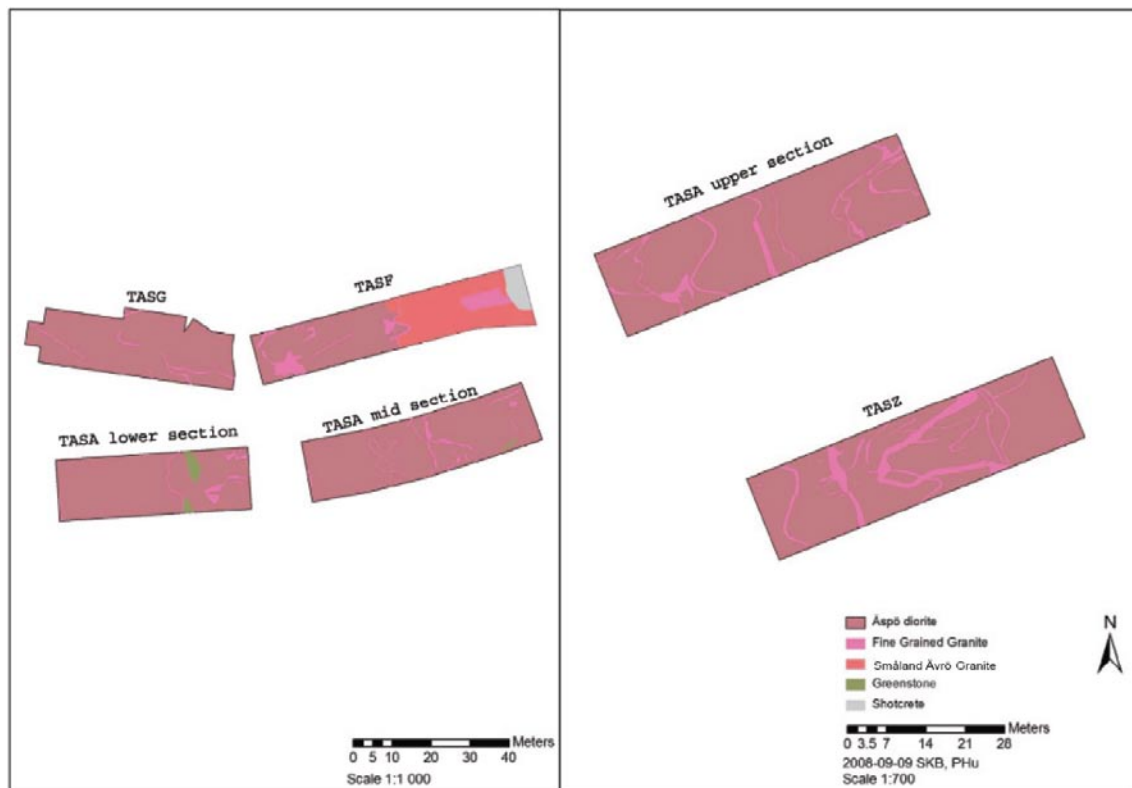 TASA upper section
TASG
TASF
TASA lower section
TASA mid section
TASZ
Äspö diorite
Fine Grained Granite
Småland Ävrö Granite
Greenstone
Shotcrete
N
Meters
0 5 10 20 30 40
Scale 1:1 000
Meters
0 3.5 7 14 21 28
2008-09-09 SKB, PHu
Scale 1:700